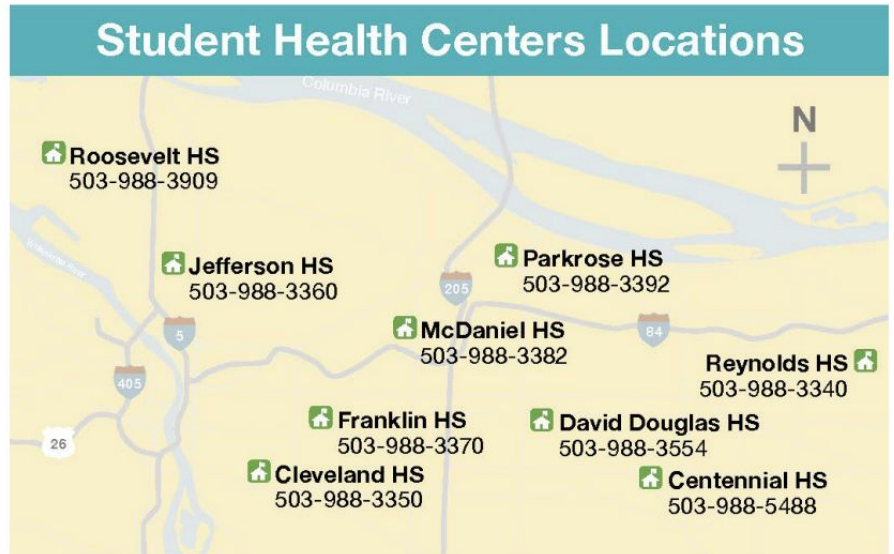 Student Health Centers Locations
Columbia River
N
Roosevelt HS
503-988-3909
Willamette River
Jefferson HS
503-988-3360
Parkrose HS
503-988-3392
205
5
McDaniel HS
503-988-3382
84
Reynolds HS
503-988-3340
405
Franklin HS
503-988-3370
David Douglas HS
503-988-3554
26
Cleveland HS
503-988-3350
Centennial HS
503-988-5488